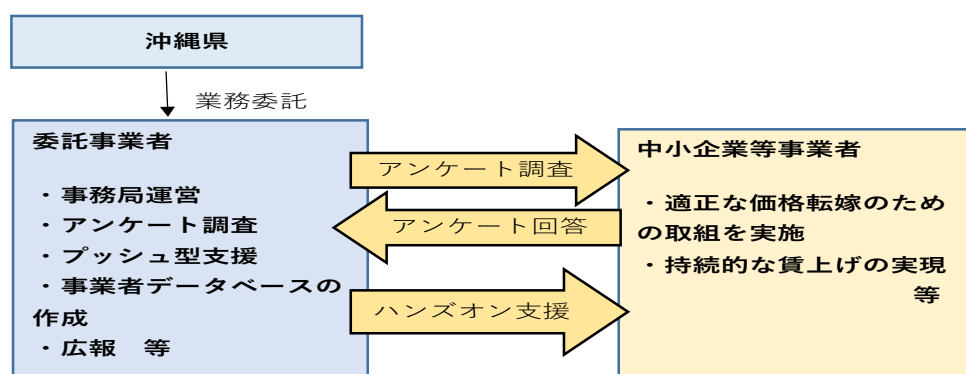 沖縄県
業務委託
委託事業者
・事務局運営
・アンケート調査
・プッシュ型支援
・事業者データベースの
作成
・広報　等
アンケート調査
アンケート回答
ハンズオン支援
中小企業等事業者
・適正な価格転嫁のため
の取組を実施
・持続的な賃上げの実現
等